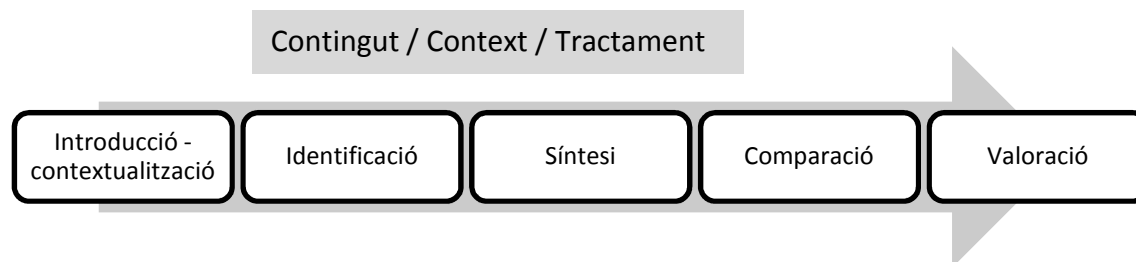 Contingut / Context / Tractament
Introducció -
contextualització
Identificació
Síntesi
Comparació
Valoració